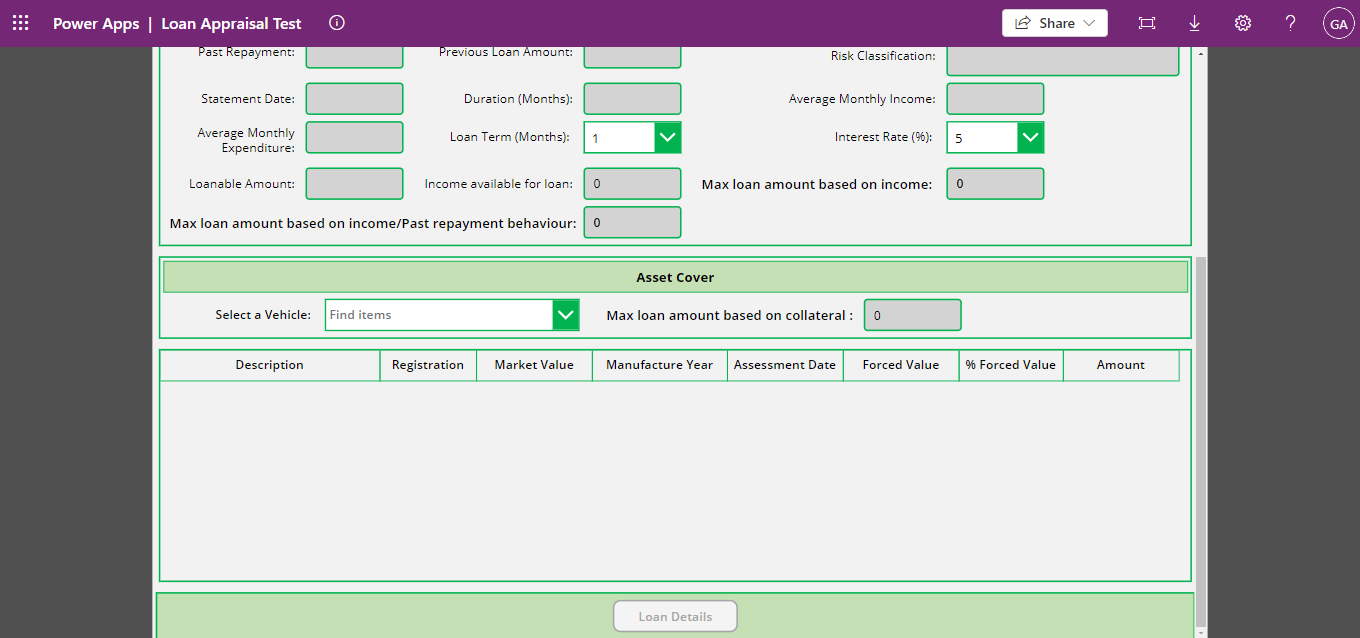 Power Apps | Loan Appraisal Test
Share
GA
Past Repayment:
Previous Loan Amount:
Risk Classification:
Statement Date:
Duration (Months):
Average Monthly Income:
Average Monthly
Expenditure:
Loan Term (Months):
1
Interest Rate (%):
5
Loanable Amount:
Income available for loan:
0
Max loan amount based on income:
0
Max loan amount based on income/Past repayment behaviour:
0
Asset Cover
Select a Vehicle:
Find items
Max loan amount based on collateral :
0
Description
Registration
Market Value
Manufacture Year
Assessment Date
Forced Value
% Forced Value
Amount
Loan Details